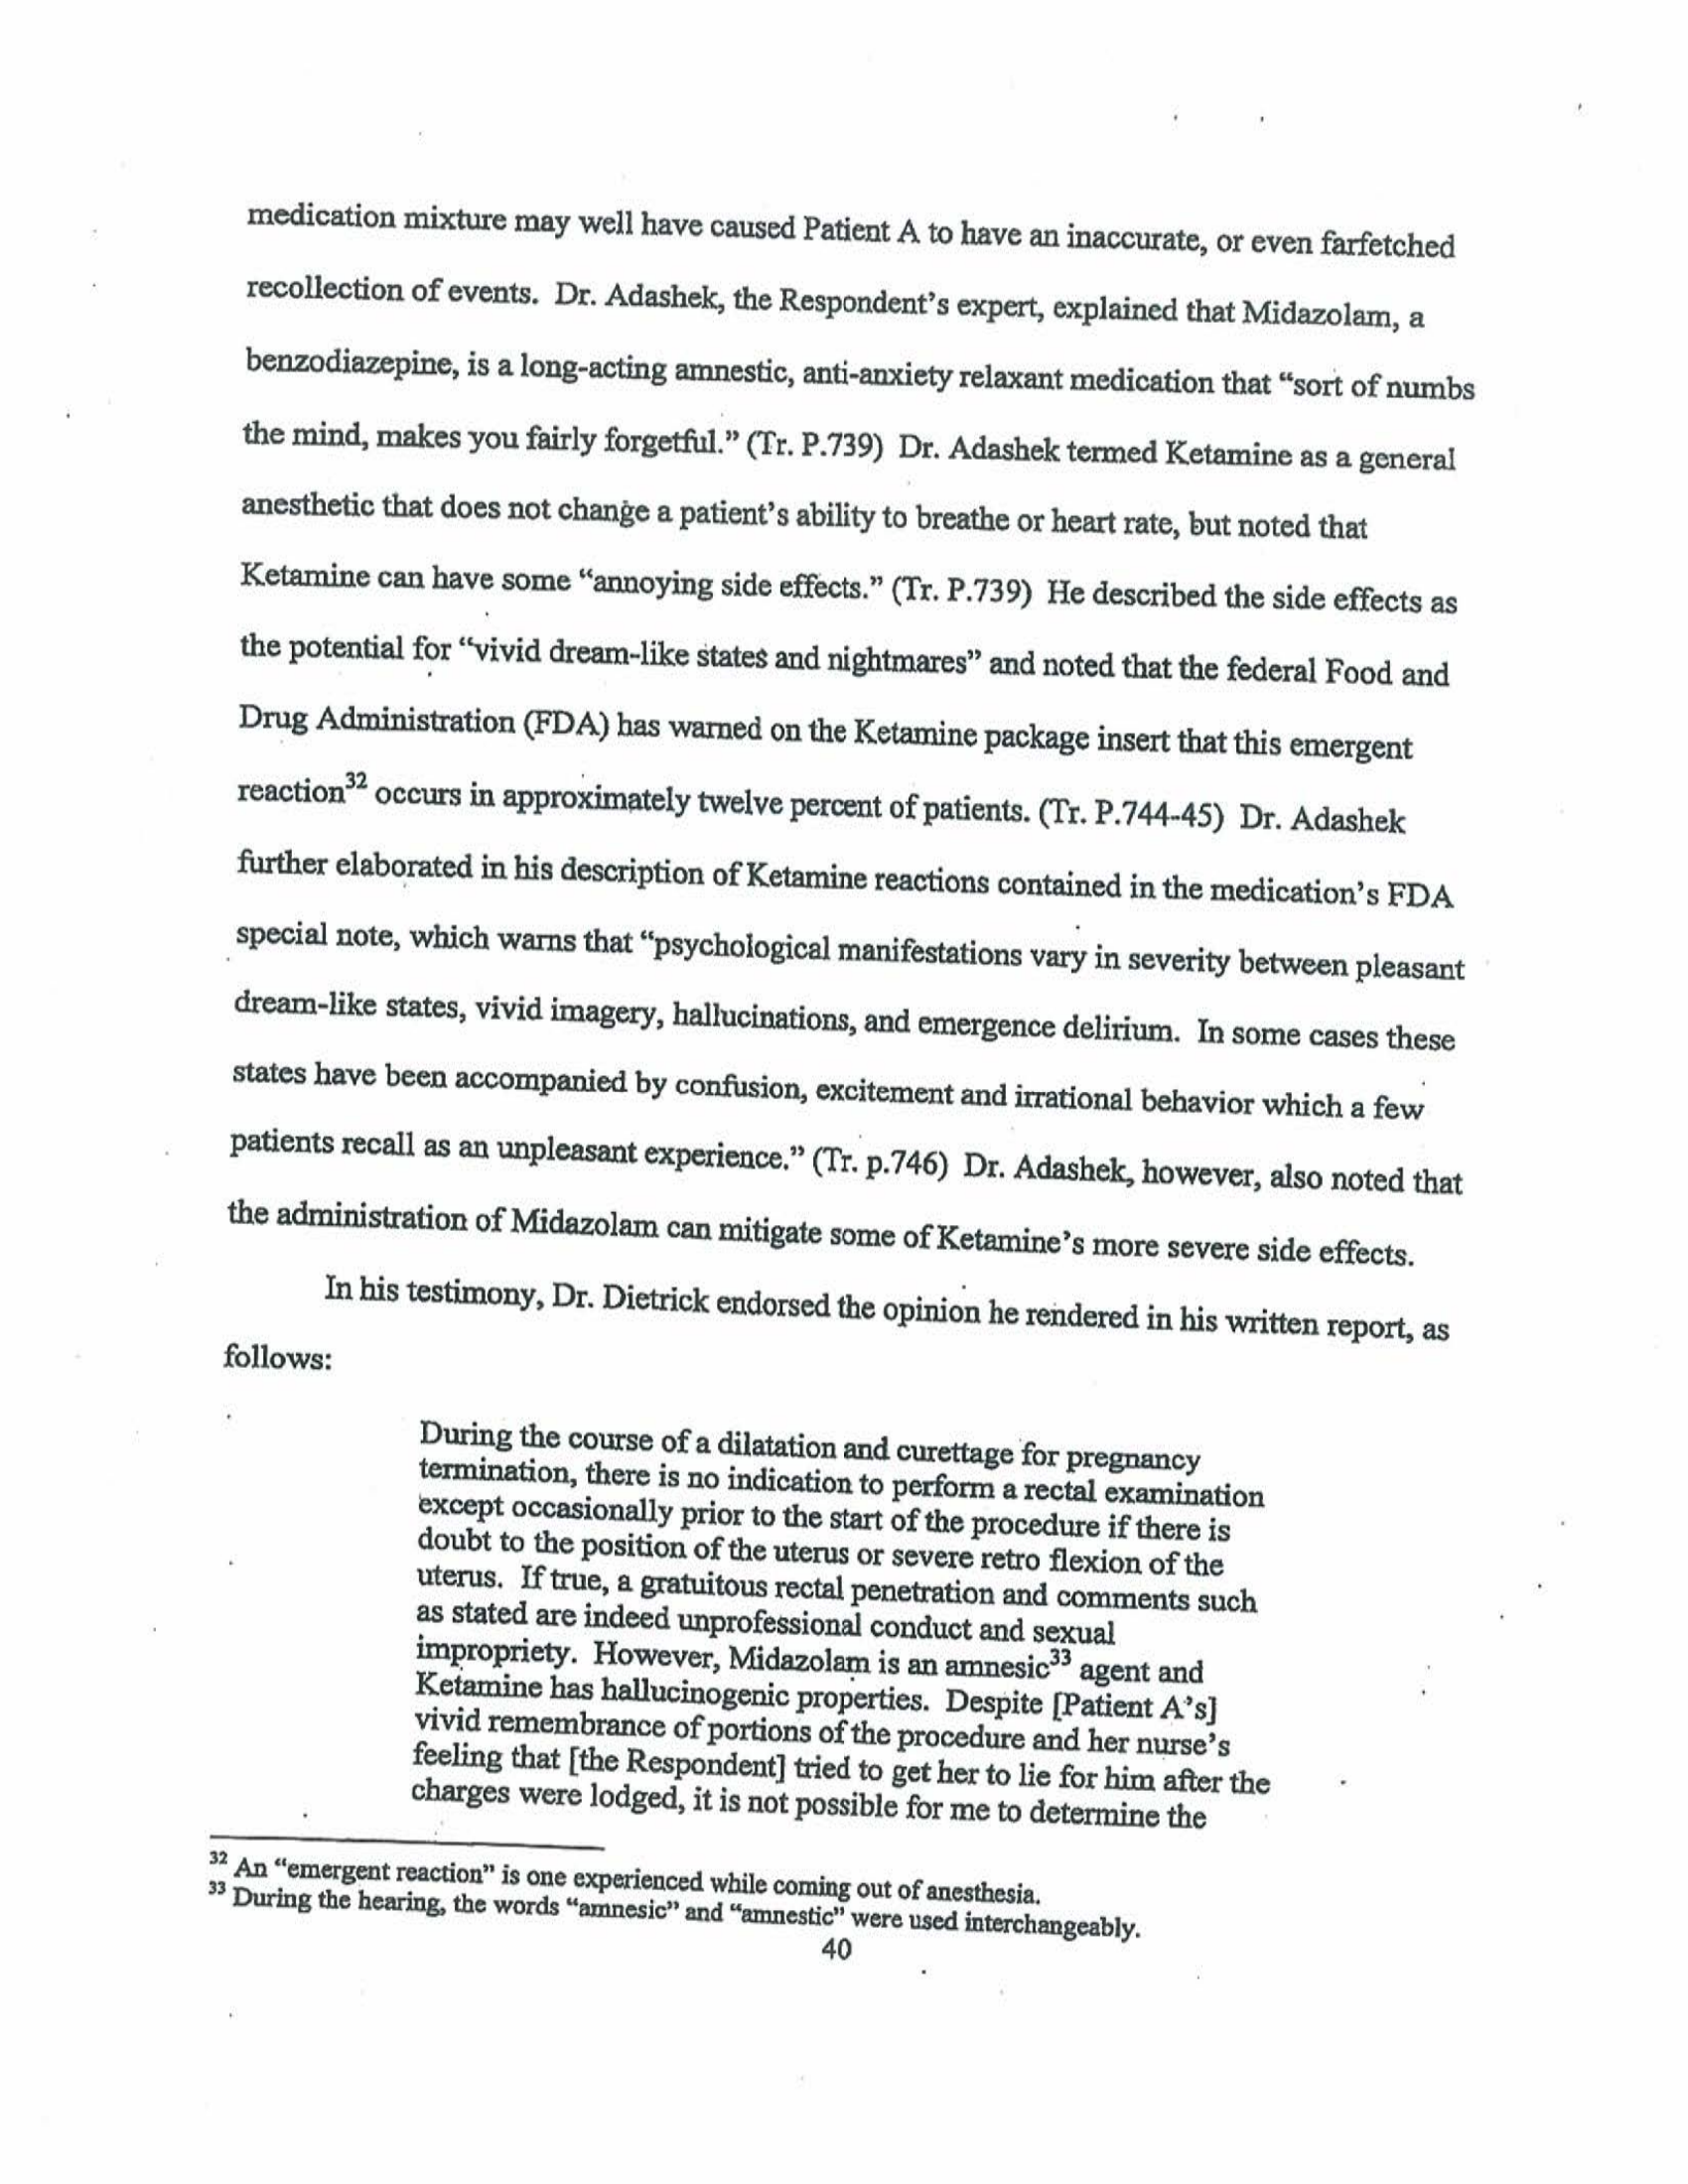 medication mixture may well have caused Patient A to have an inaccurate, or even farfetched
recollection of events. Dr. Adashek, the Respondent's expert, explained that Midazolam, a
benzodiazepine, is a long-acting amnestic, anti-anxiety relaxant medication that “sort of numbs
the mind, makes you fairly forgetful.” (Tr. P.739) Dr. Adashek termed Ketamine as a general
anesthetic that does not change a patient's ability to breathe or heart rate, but noted that
Ketamine can have some “annoying side effects.” (Tr. P.739) He described the side effects as
the potential for “vivid dream-like states and nightmares” and noted that the federal Food and
Drug Administration (FDA) has warned on the Ketamine package insert that this emergent
reaction32 occurs in approximately twelve percent of patients. (Tr. P.744-45) Dr. Adashek
further elaborated in his description of Ketamine reactions contained in the medication's FDA
special note, which warns that “psychological manifestations vary in severity between pleasant
dream-like states, vivid imagery, hallucinations, and emergence delirium. In some cases these
states have been accompanied by confusion, excitement and irrational behavior which a few
patients recall as an unpleasant experience.” (Tr. p.746) Dr. Adashek, however, also noted that
the administration of Midazolam can mitigate some of Ketamine's more severe side effects.
In his testimony, Dr. Dietrick endorsed the opinion he rendered in his written report, as
follows:
During the course of a dilatation and curettage for pregnancy
termination, there is no indication to perform a rectal examination
except occasionally prior to the start of the procedure if there is
doubt to the position of the uterus or severe retro flexion of the
uterus. If true, a gratuitous rectal penetration and comments such
as stated are indeed unprofessional conduct and sexual
impropriety. However, Midazolam is an amnesic33 agent and
Ketamine has hallucinogenic properties. Despite [Patient A's]
vivid remembrance of portions of the procedure and her nurse's
feeling that [the Respondent] tried to get her to lie for him after the
charges were lodged, it is not possible for me to determine the
32 An “emergent reaction” is one experienced while coming out of anesthesia.
33 During the hearing, the words “amnesic” and “amnestic” were used interchangeably.
40